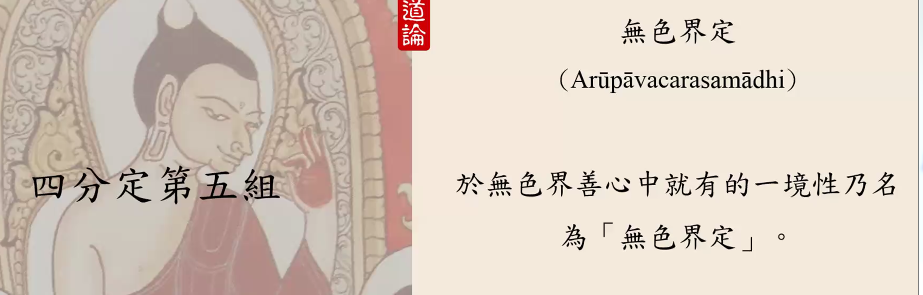 道論
四分定第五組
無色界定
（Arūpāvacarasamādhi）
於無色界善心中就有的一境性乃名
為「無色界定」。